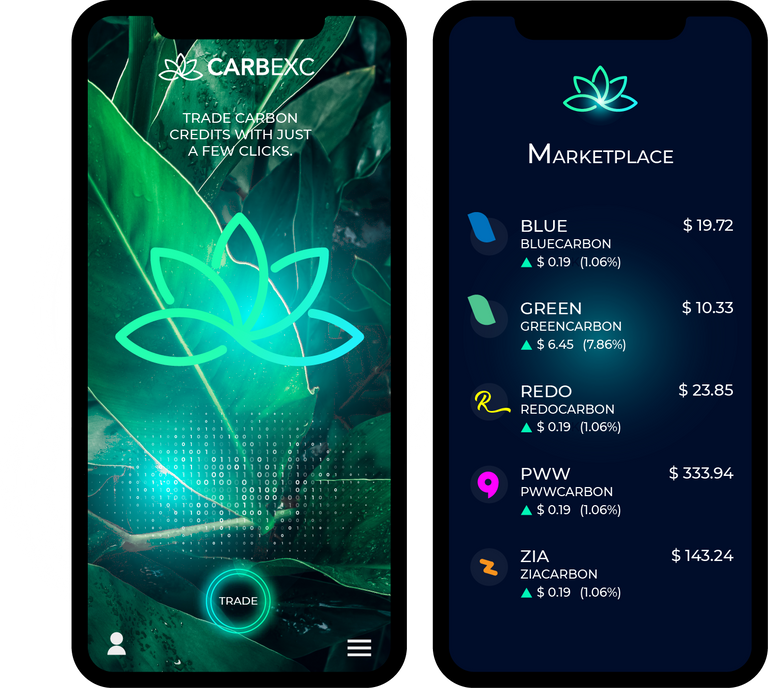 CARBEXC
TRADE CARBON
CREDITS WITH JUST
A FEW CLICKS.
TRADE
MARKETPLACE
BLUE $ 19.72
BLUECARBON
▲ $ 0.19 (1.06%)
GREEN $ 10.33
GREENCARBON
▲ $ 6.45 (7.86%)
R
REDO $ 23.85
REDOCARBON
▲ $ 0.19 (1.06%)
PWW $ 333.94
PWWCARBON
▲ $ 0.19 (1.06%)
ZIA $ 143.24
ZIACARBON
▲ $ 0.19 (1.06%)